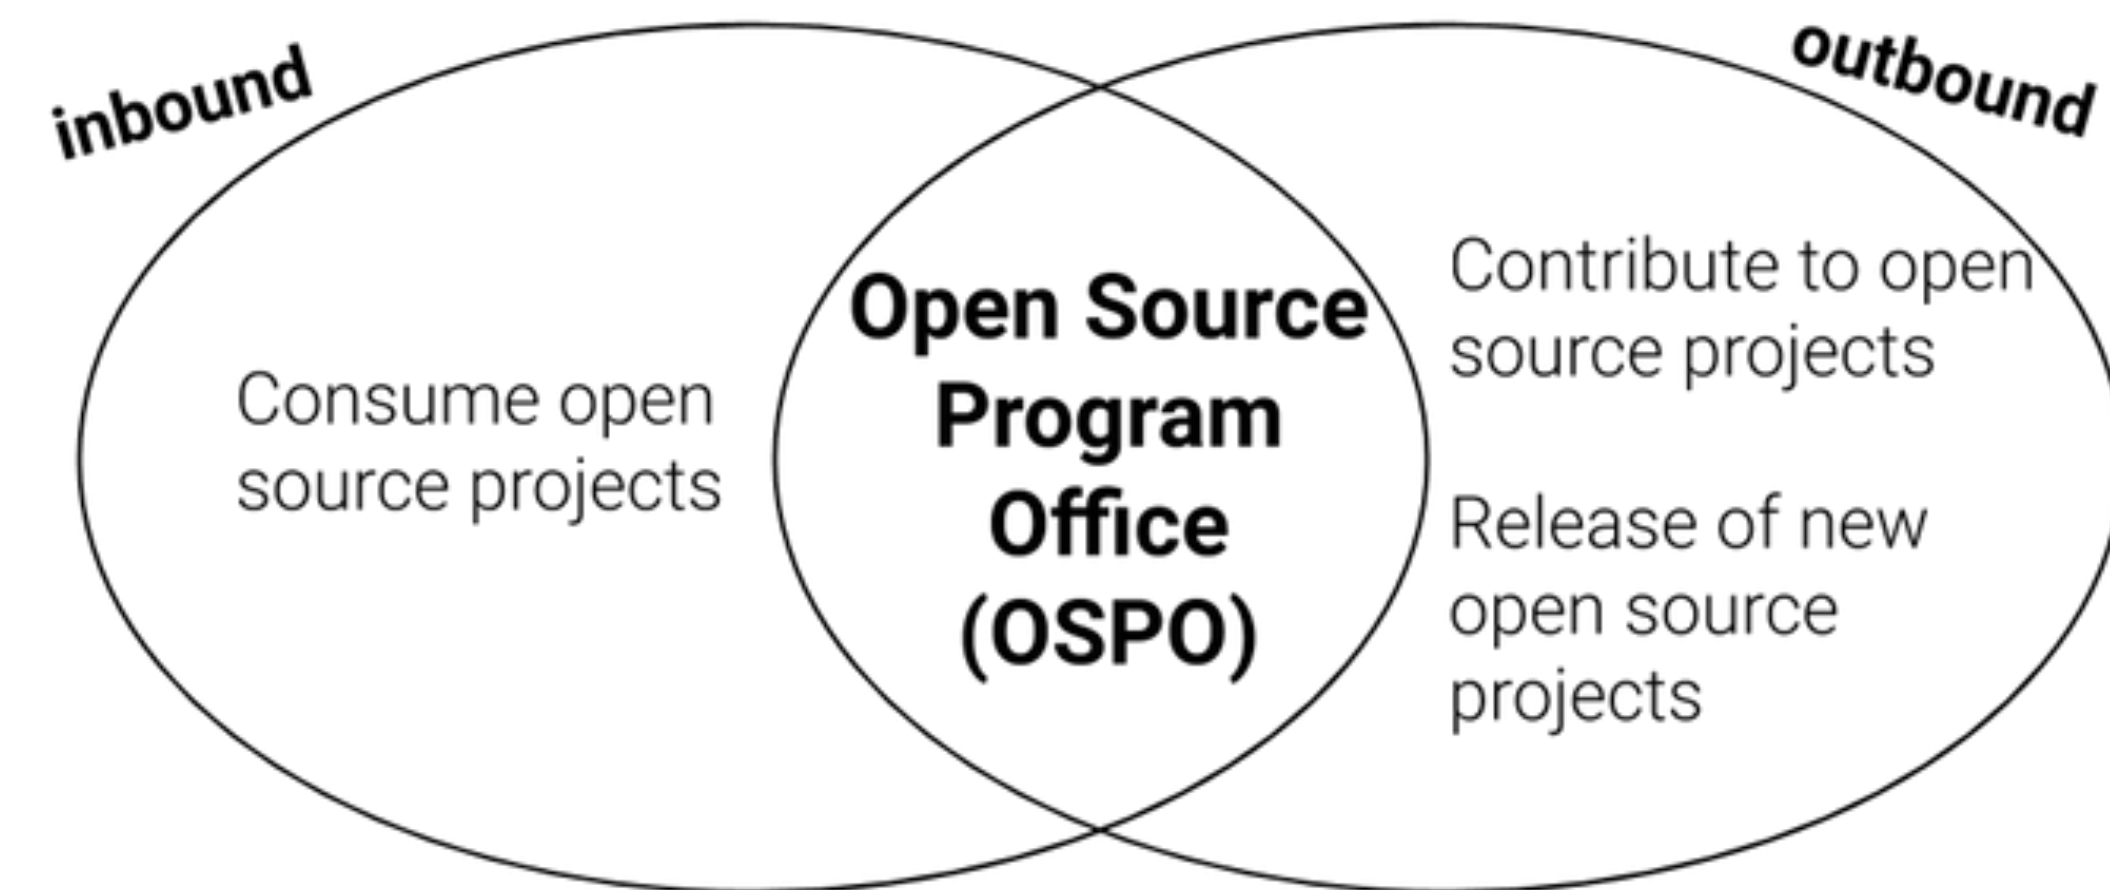 inbound
outbound
Consume open
source projects
Open Source
Program
Office
(OSPO)
Contribute to open
source projects
Release of new
open source
projects